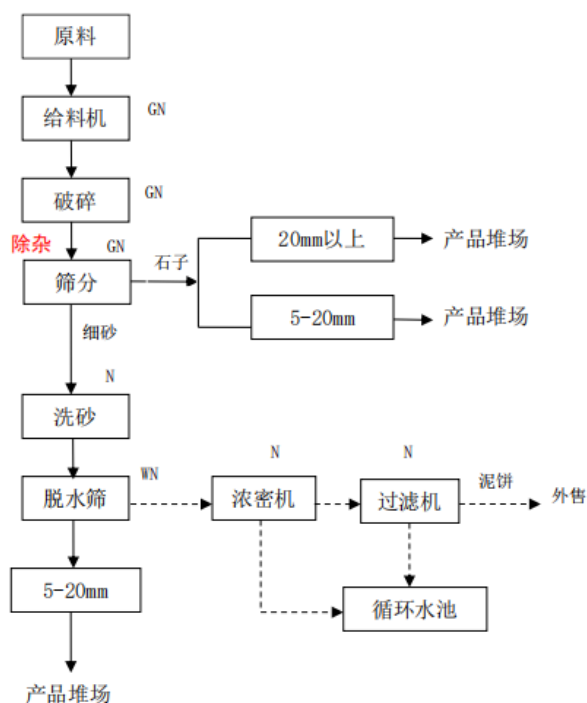 原料
给料机
GN
破碎
GN
除杂
GN
筛分
石子
20mm以上
产品堆场
5-20mm
产品堆场
细砂
N
洗砂
WN
脱水筛
N
浓密机
N
过滤机
泥饼
外售
5-20mm
循环水池
产品堆场